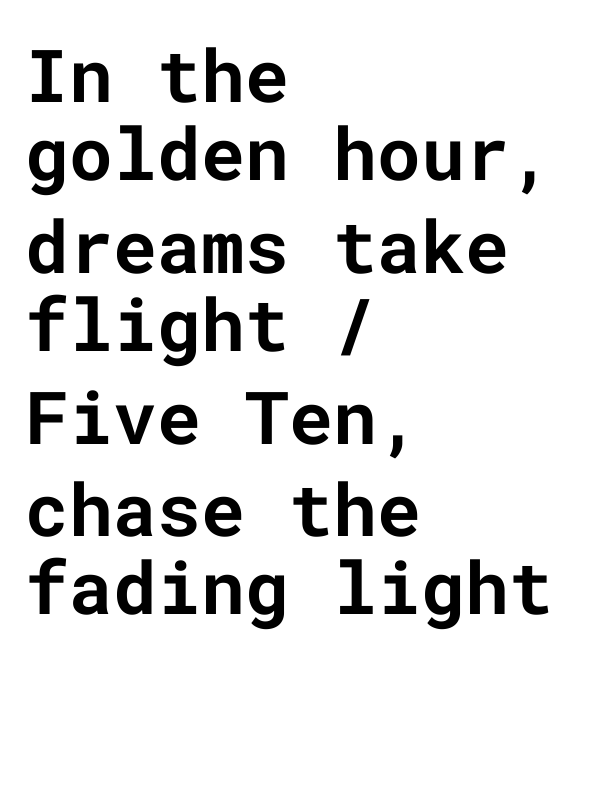 In the
golden hour,
dreams take
flight /
Five Ten,
chase the
fading light